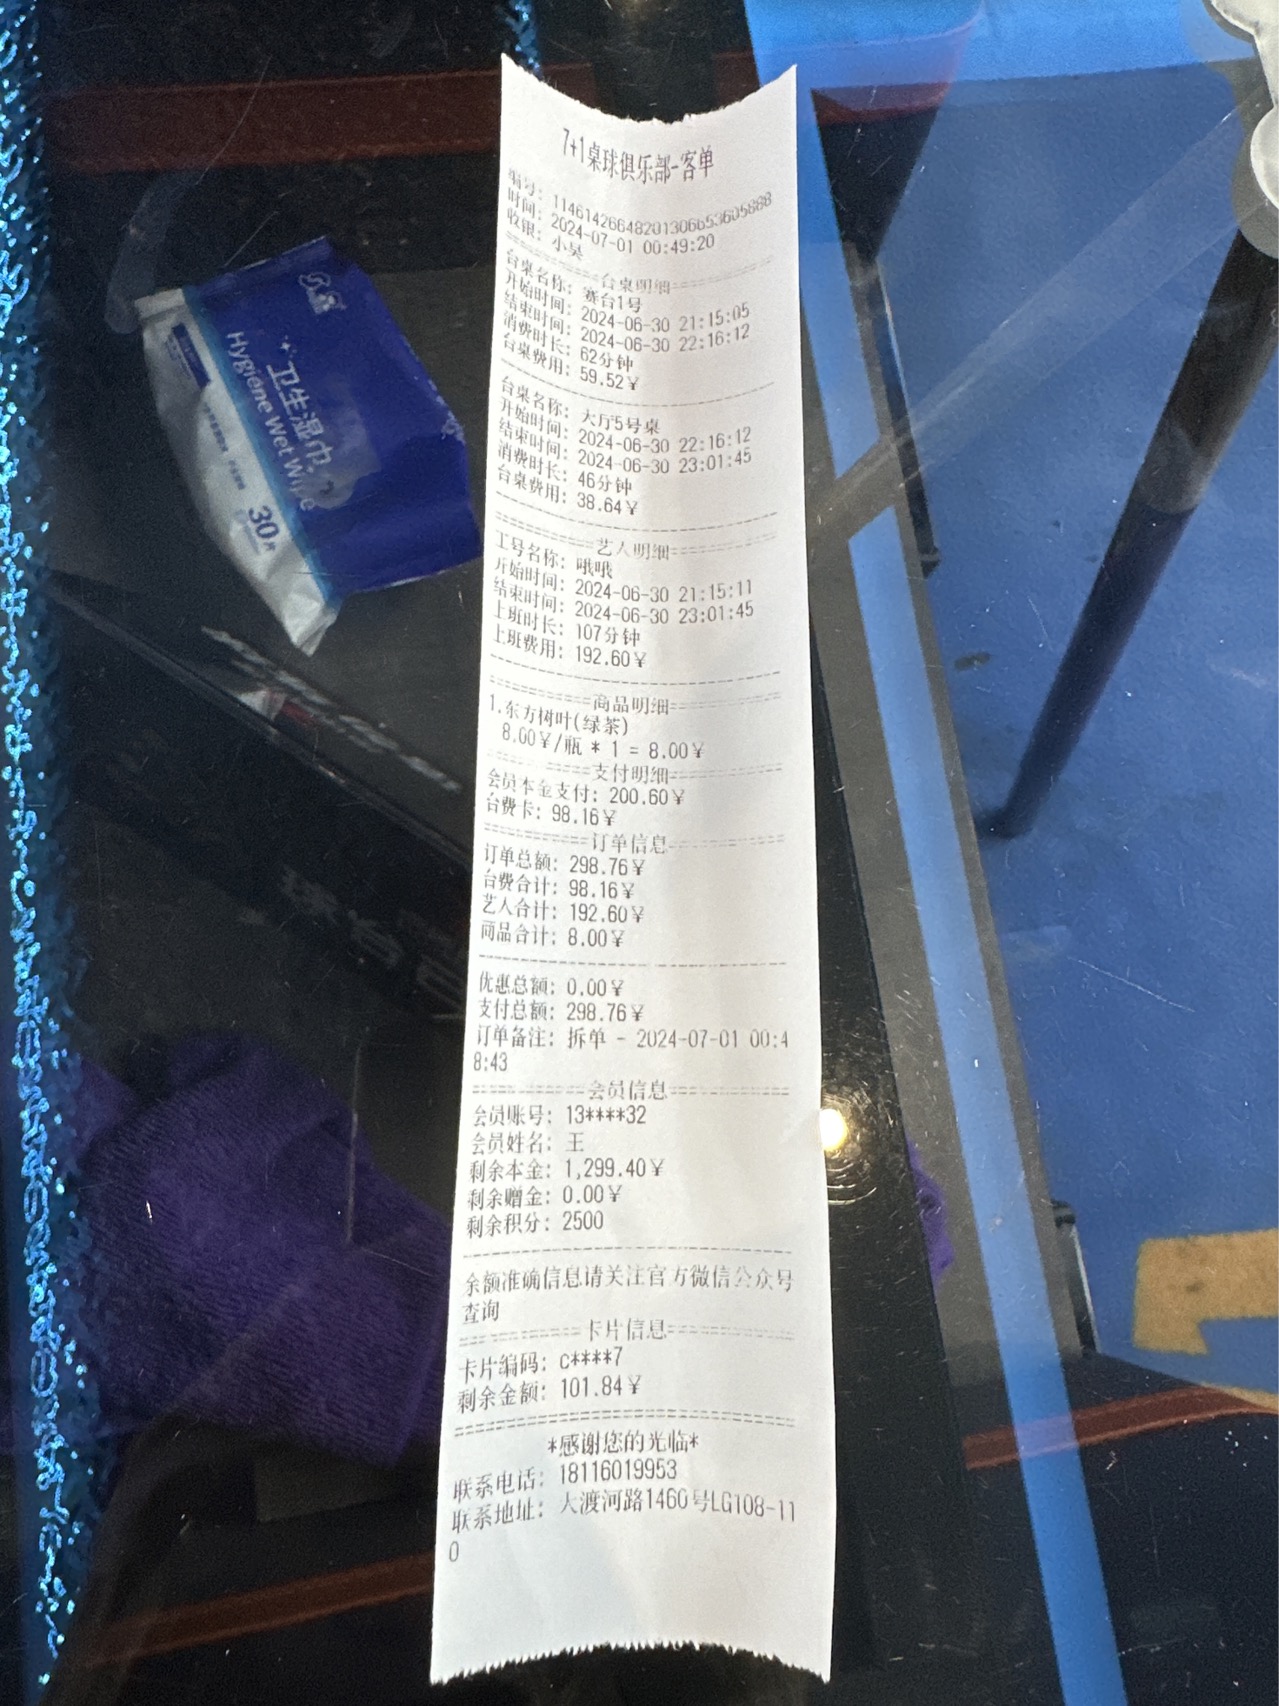 7+1桌球俱乐部-客单
编号: 11461426648201306653605888
时间: 2024-07-01 00:49:20
收银: 小昊
台桌明细
台桌名称: 赛台1号
开始时间: 2024-06-30 21:15:05
结束时间: 2024-06-30 22:16:12
消费时长: 62分钟
台桌费用: 59.52¥
台桌名称: 大厅5号桌
开始时间: 2024-06-30 22:16:12
结束时间: 2024-06-30 23:01:45
消费时长: 46分钟
台桌费用: 38.64¥
艺人明细
工号名称: 哦哦
开始时间: 2024-06-30 21:15:11
结束时间: 2024-06-30 23:01:45
上班时长: 107分钟
上班费用: 192.60¥
商品明细
1.东方树叶(绿茶)
8.00¥/瓶 * 1 = 8.00¥
支付明细
会员本金支付: 200.60¥
台费卡: 98.16¥
订单信息
订单总额: 298.76¥
台费合计: 98.16¥
艺人合计: 192.60¥
商品合计: 8.00¥
优惠总额: 0.00¥
支付总额: 298.76¥
订单备注: 拆单 - 2024-07-01 00:4
8:43
会员信息
会员账号: 13****32
会员姓名: 王
剩余本金: 1,299.40¥
剩余赠金: 0.00¥
剩余积分: 2500
余额准确信息请关注官方微信公众号
查询
卡片信息
卡片编码: c****7
剩余金额: 101.84¥
*感谢您的光临*
联系电话: 18116019953
联系地址: 大渡河路1460号LG108-11
0
卫生湿巾
Hygiene Wet Wipe
30片